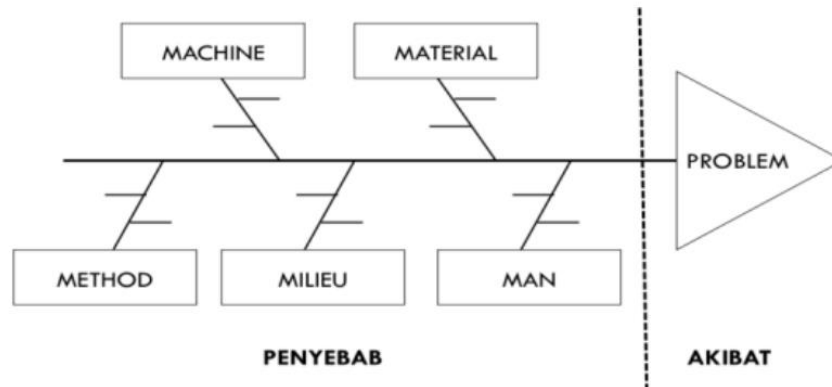 MACHINE
MATERIAL
PROBLEM
METHOD
MILIEU
MAN
PENYEBAB
AKIBAT